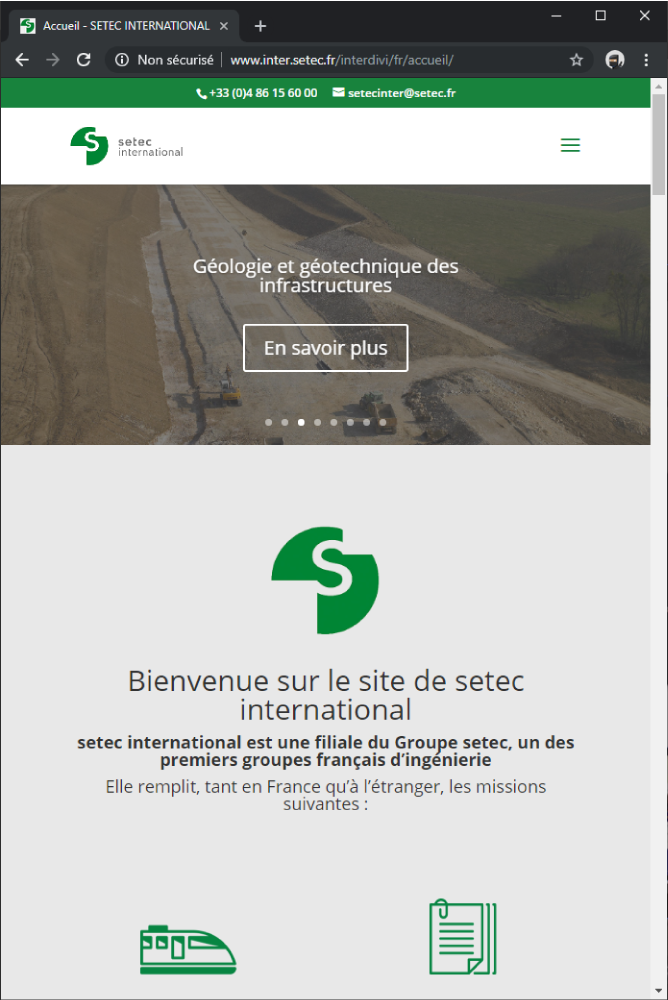 Accueil - SETEC INTERNATIONAL
Non sécurisé | www.inter.setec.fr/interdivi/fr/accueil/
+33 (0)4 86 15 60 00 setecinter@setec.fr
setec
international
Géologie et géotechnique des
infrastructures
En savoir plus
S
Bienvenue sur le site de setec
international
setec international est une filiale du Groupe setec, un des
premiers groupes français d’ingénierie
Elle remplit, tant en France qu’à l’étranger, les missions
suivantes :